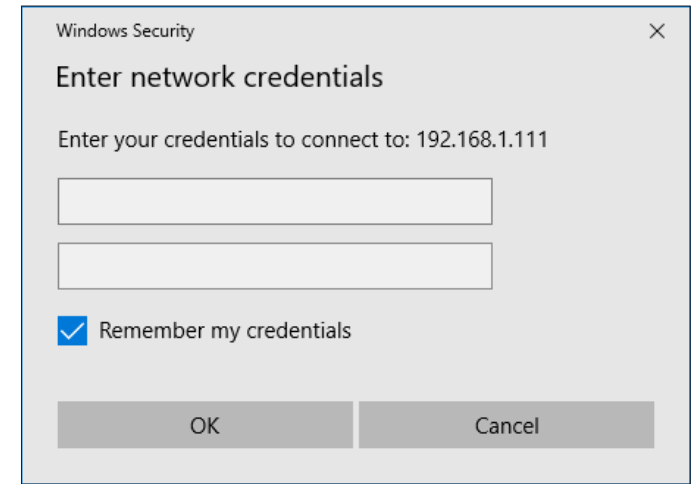 Windows Security
Enter network credentials
Enter your credentials to connect to: 192.168.1.111
Remember my credentials
OK
Cancel